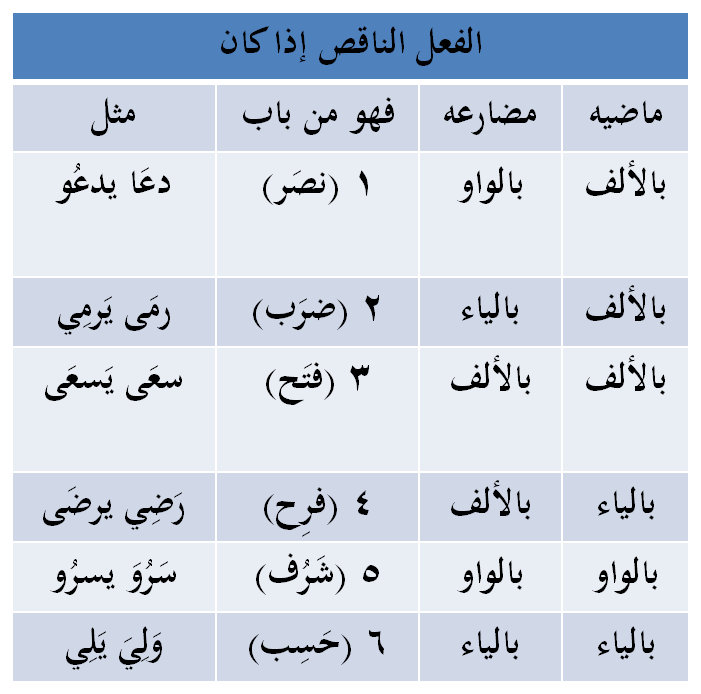 الفعل الناقص إذا كان
ماضيه مضارعه فهو من باب مثل
بالألف بالواو ١ (نصَر) دعَا يدعُو
بالألف بالياء ٢ (ضرَب) رمَى يَرمِي
بالألف بالألف ٣ (فتَح) سعَى يَسعَى
بالياء بالألف ٤ (فرِح) رَضِي يرضَى
بالواو بالواو ٥ (شَرُف) سَرُوَ يسرُو
بالياء بالياء ٦ (حَسِب) وَلِيَ يَلِي